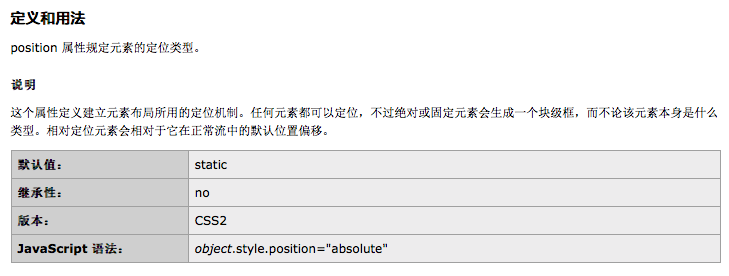 定义和用法
position 属性规定元素的定位类型。
说明
这个属性定义建立元素布局所用的定位机制。任何元素都可以定位，不过绝对或固定元素会生成一个块级框，而不论该元素本身是什么
类型。相对定位元素会相对于它在正常流中的默认位置偏移。
默认值： static
继承性： no
版本： CSS2
JavaScript 语法： object.style.position="absolute"